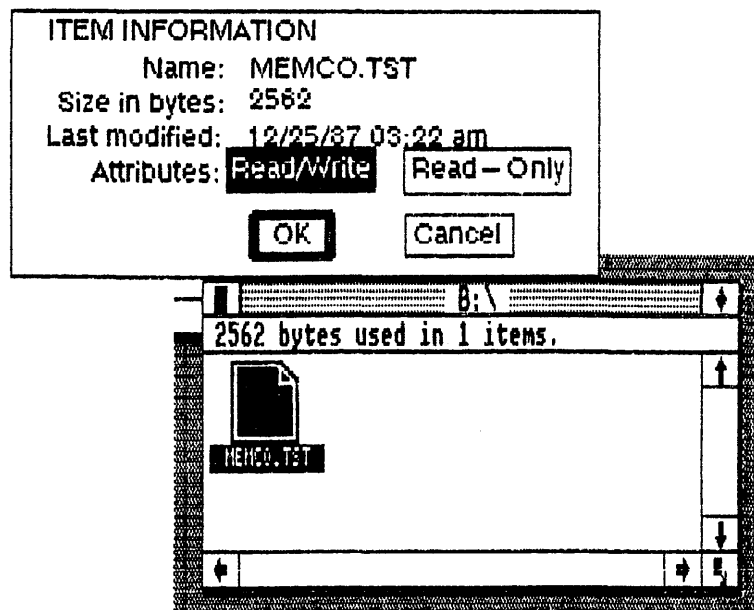 ITEM INFORMATION
Name: MEMCO.TST
Size in bytes: 2562
Last modified: 12/25/87 03:22 am
Attributes: Read/Write Read – Only
OK Cancel
B:\
2562 bytes used in 1 items.
MEMCO.TST